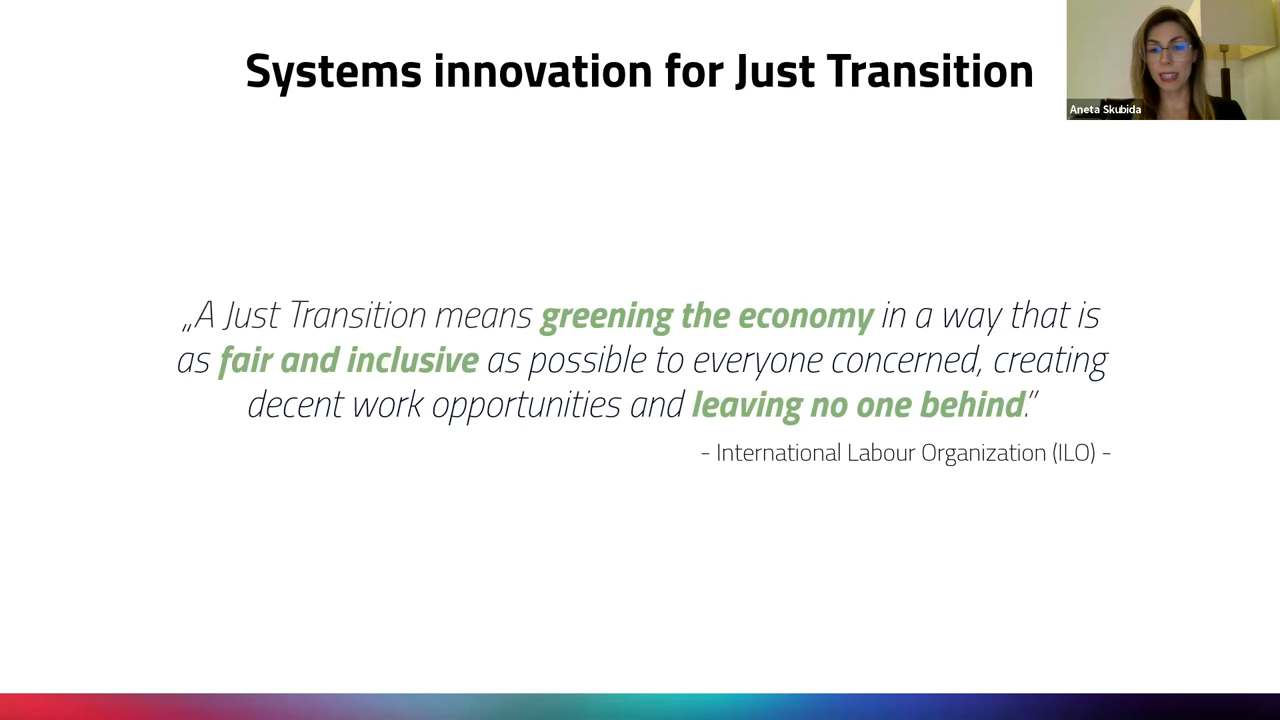 Systems innovation for Just Transition
Aneta Skubida
„A Just Transition means greening the economy in a way that is
as fair and inclusive as possible to everyone concerned, creating
decent work opportunities and leaving no one behind.”
- International Labour Organization (ILO) -